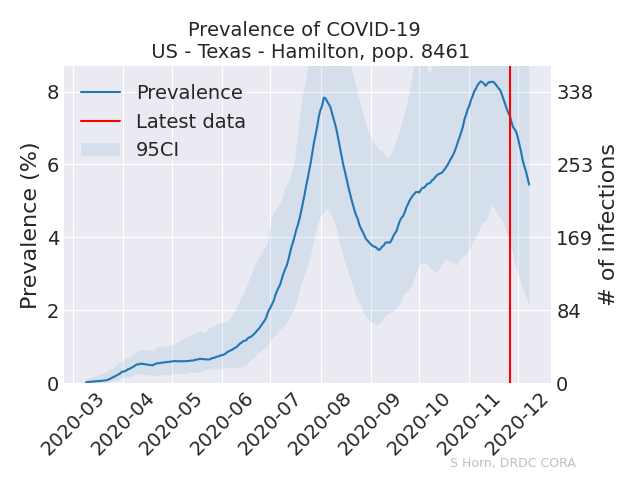 Prevalence of COVID-19
US - Texas - Hamilton, pop. 8461
Prevalence
Latest data
95CI
Prevalence (%)
8
6
4
2
0
338
253
169
84
0
# of infections
2020-03
2020-04
2020-05
2020-06
2020-07
2020-08
2020-09
2020-10
2020-11
2020-12
S Horn, DRDC CORA